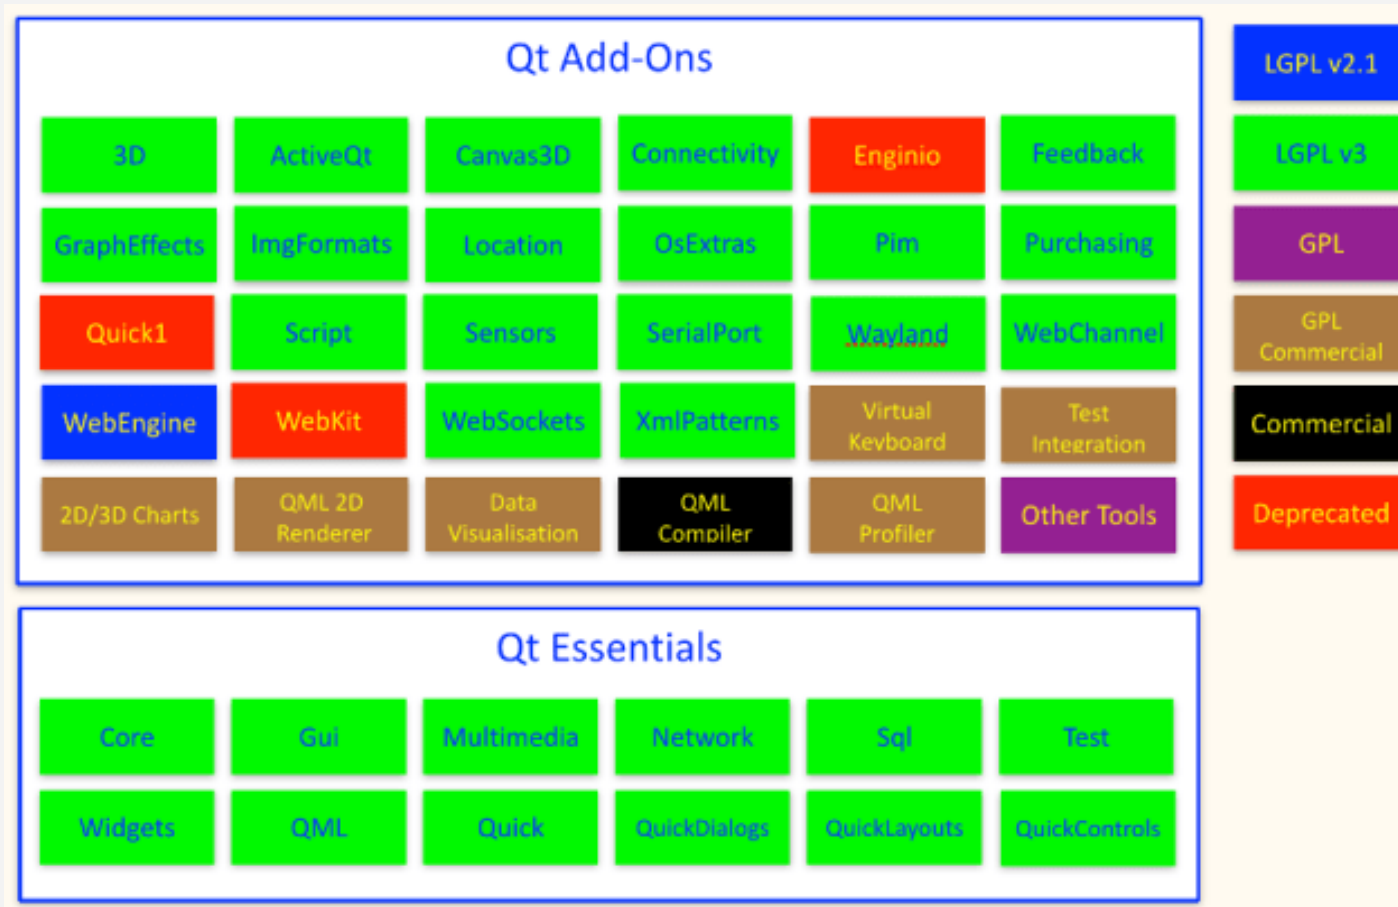 Qt Add-Ons
3D
ActiveQt
Canvas3D
Connectivity
Enginio
Feedback
GraphEffects
ImgFormats
Location
OsExtras
Pim
Purchasing
Quick1
Script
Sensors
SerialPort
Wayland
WebChannel
WebEngine
WebKit
WebSockets
XmlPatterns
Virtual
Keyboard
Test
Integration
2D/3D Charts
QML 2D
Renderer
Data
Visualisation
QML
Compiler
QML
Profiler
Other Tools
LGPL v2.1
LGPL v3
GPL
GPL
Commercial
Commercial
Deprecated
Qt Essentials
Core
Gui
Multimedia
Network
Sql
Test
Widgets
QML
Quick
QuickDialogs
QuickLayouts
QuickControls